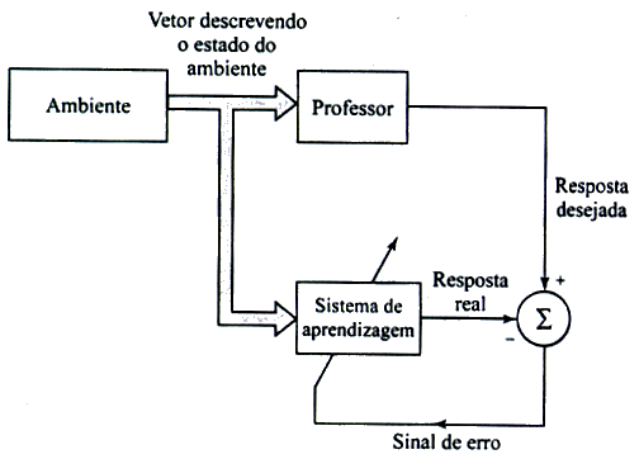 Vetor descrevendo
o estado do
ambiente
Ambiente
Professor
Resposta
desejada
+
Sistema de
aprendizagem
Resposta
real
Σ
-
Sinal de erro